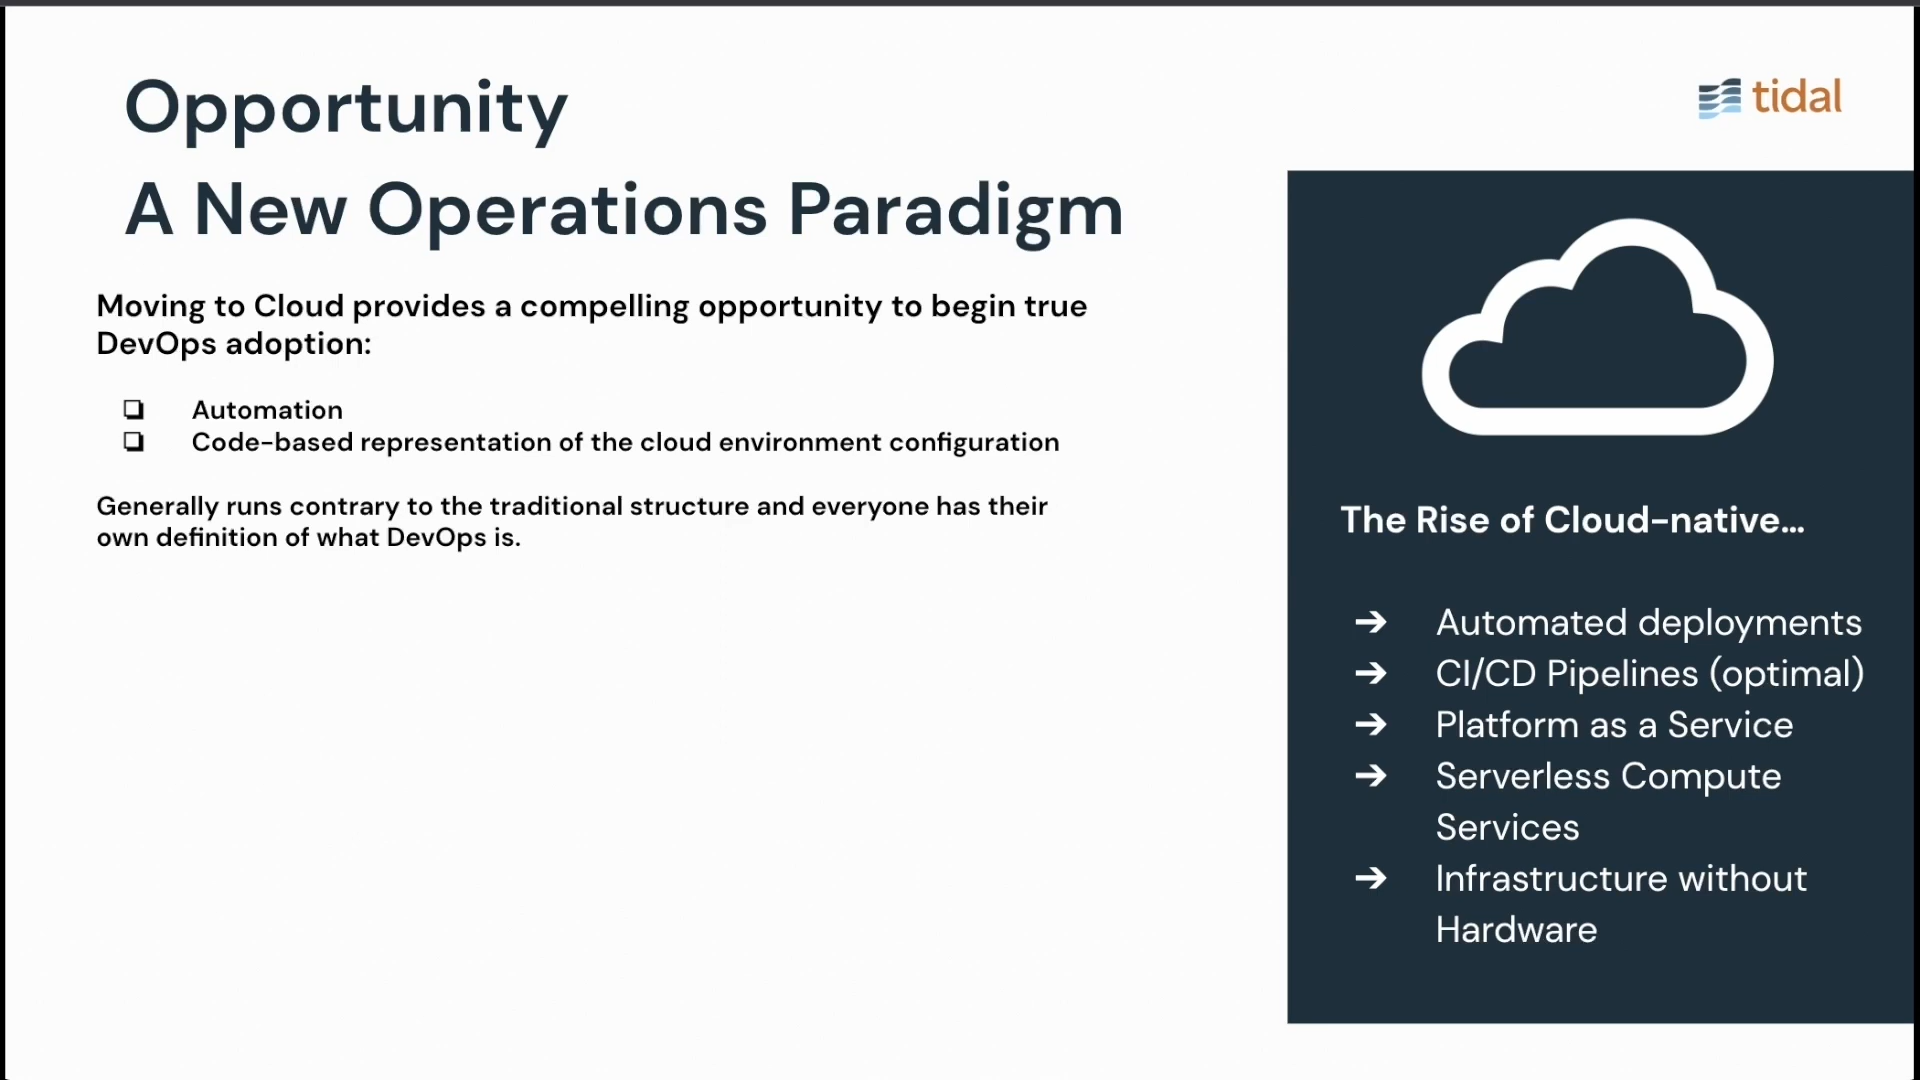 Opportunity
A New Operations Paradigm
tidal
Moving to Cloud provides a compelling opportunity to begin true
DevOps adoption:
❏ Automation
❏ Code-based representation of the cloud environment configuration
Generally runs contrary to the traditional structure and everyone has their
own definition of what DevOps is.
The Rise of Cloud-native...
➔ Automated deployments
➔ CI/CD Pipelines (optimal)
➔ Platform as a Service
➔ Serverless Compute
Services
➔ Infrastructure without
Hardware